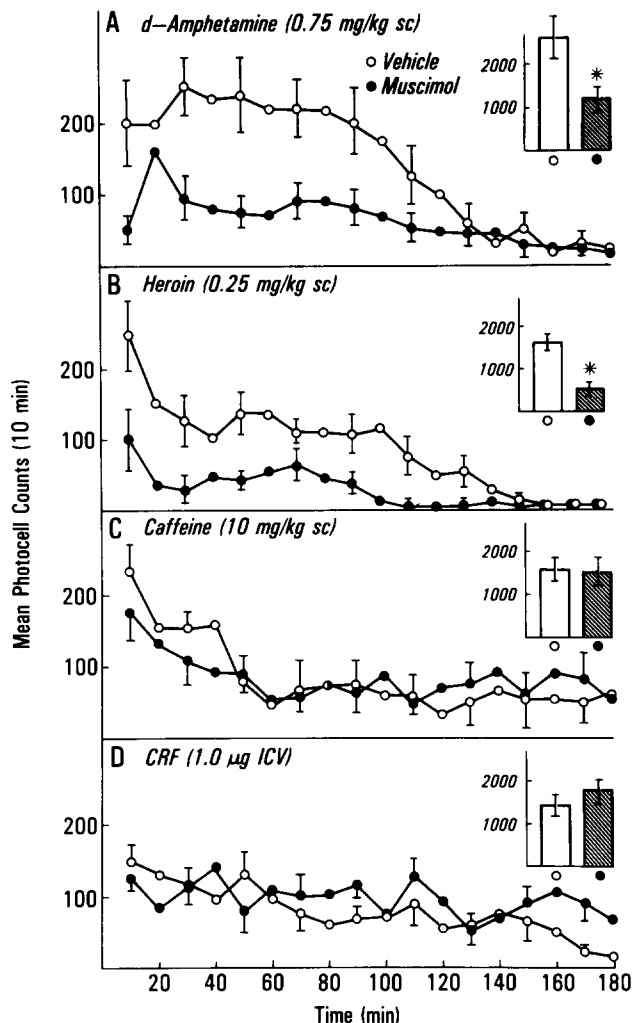 A d–Amphetamine (0.75 mg/kg sc)
Vehicle
Muscimol
200
100
2000
1000
*
B Heroin (0.25 mg/kg sc)
200
100
2000
1000
*
C Caffeine (10 mg/kg sc)
200
100
2000
1000
D CRF (1.0 µg ICV)
200
100
2000
1000
Mean Photocell Counts (10 min)
20 40 60 80 100 120 140 160 180
Time (min)